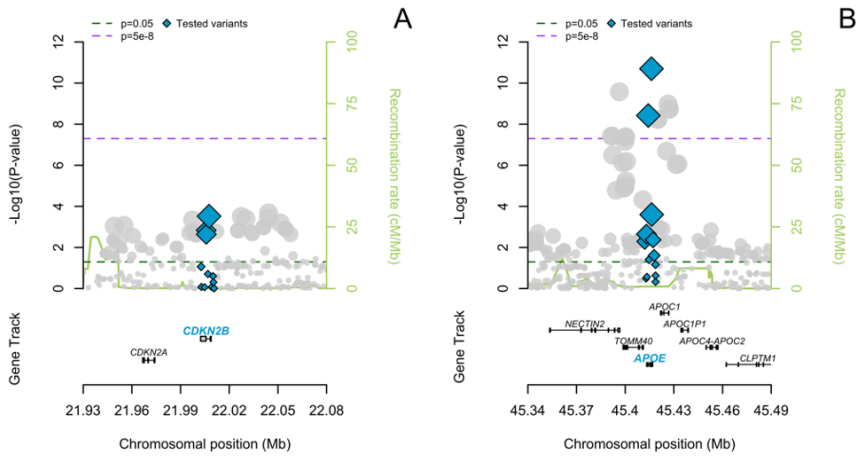 A
p=0.05 Tested variants
p=5e-8
12
10
8
6
4
2
0
-Log10(P-value)
100
75
50
25
0
Recombination rate (cM/Mb)
Gene Track
CDKN2B
CDKN2A
21.93 21.96 21.99 22.02 22.05 22.08
Chromosomal position (Mb)
B
p=0.05 Tested variants
p=5e-8
12
10
8
6
4
2
0
-Log10(P-value)
100
75
50
25
0
Recombination rate (cM/Mb)
Gene Track
APOC1
NECTIN2 APOC1P1
TOMM40 APOC4-APOC2
APOE CLPTM1
45.34 45.37 45.4 45.43 45.46 45.49
Chromosomal position (Mb)